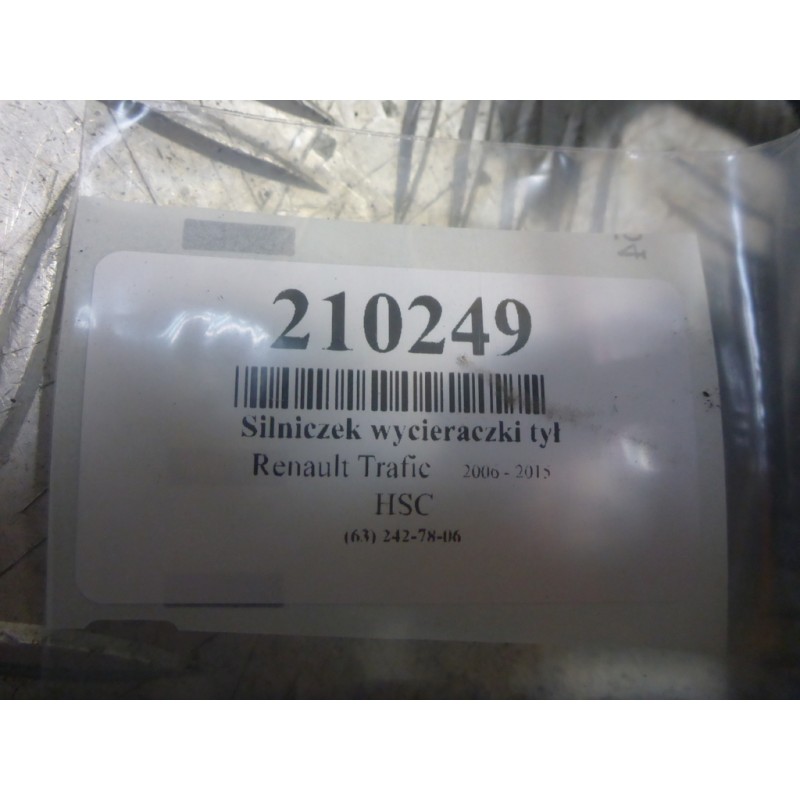 210249
Silniczek wycieraczki tył
Renault Trafic 2006 - 2015
HSC
(63) 242-78-06